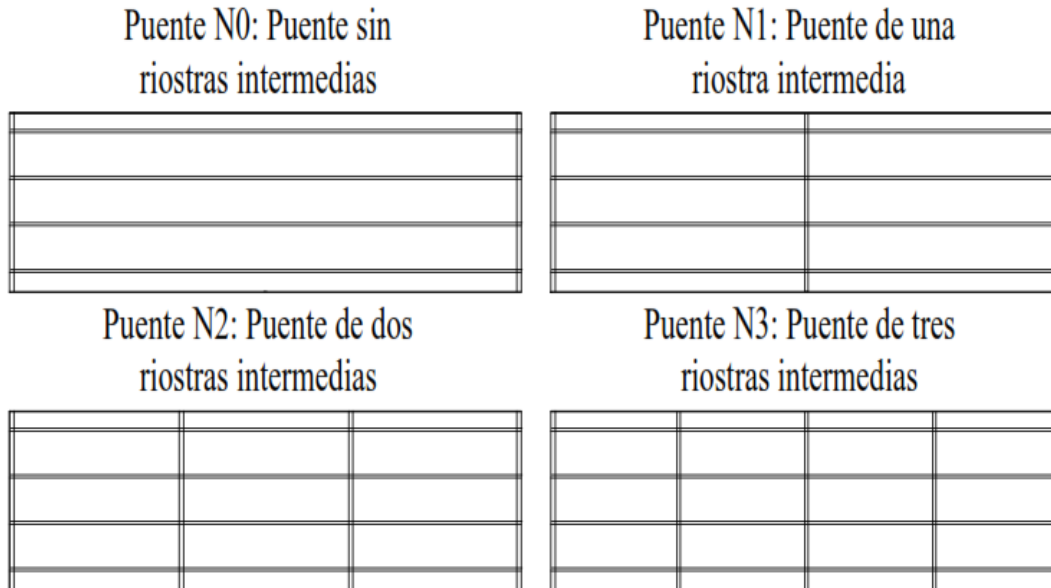 Puente N0: Puente sin
riostras intermedias
Puente N1: Puente de una
riostra intermedia
Puente N2: Puente de dos
riostras intermedias
Puente N3: Puente de tres
riostras intermedias